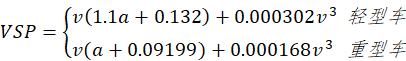 VSP = { v(1.1a + 0.132) + 0.000302v³ 轻型车
v(a + 0.09199) + 0.000168v³ 重型车